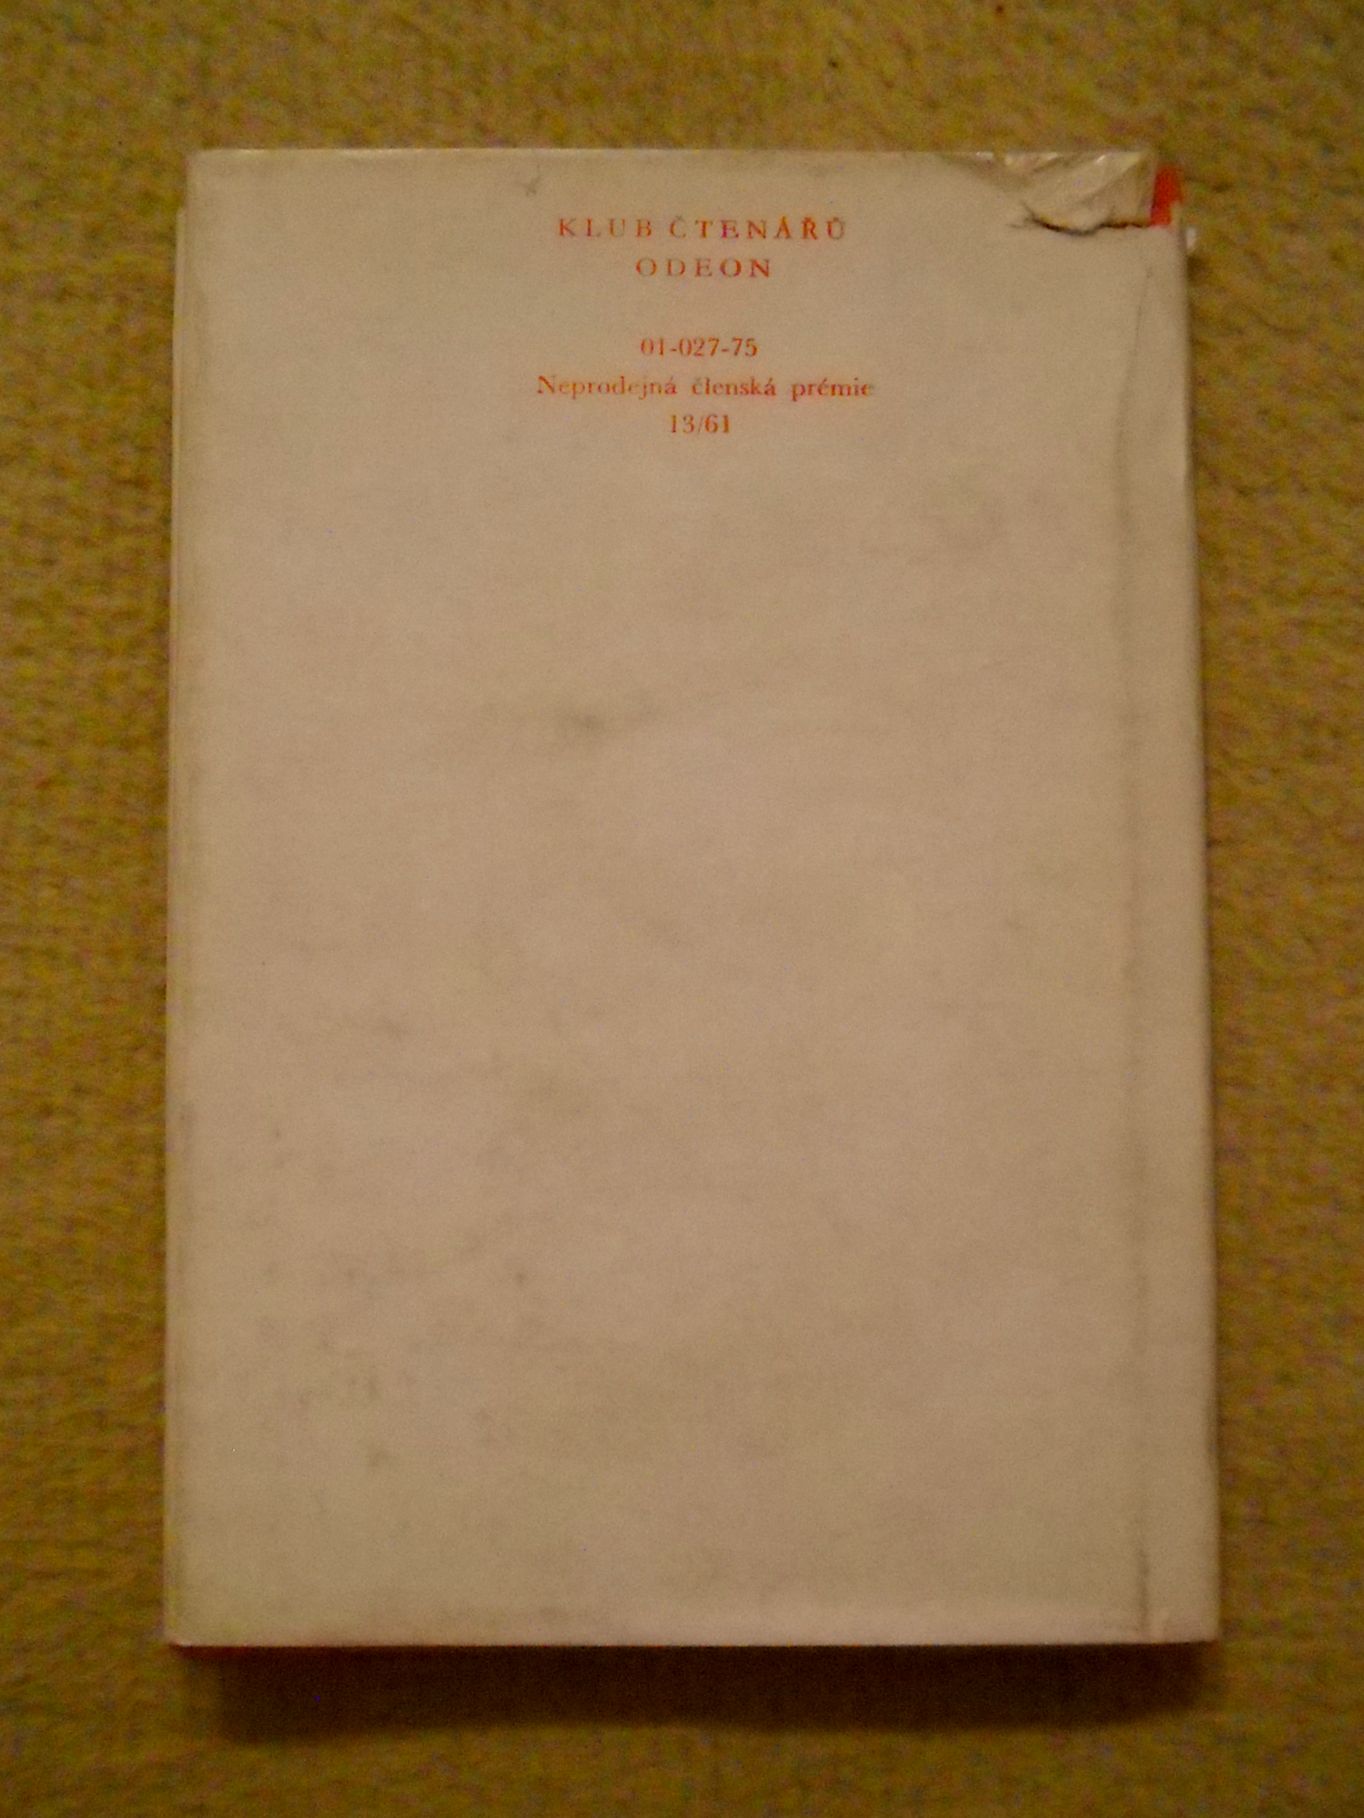 KLUB ČTENÁŘŮ
ODEON
01-027-75
Neprodejná členská prémie
13/61